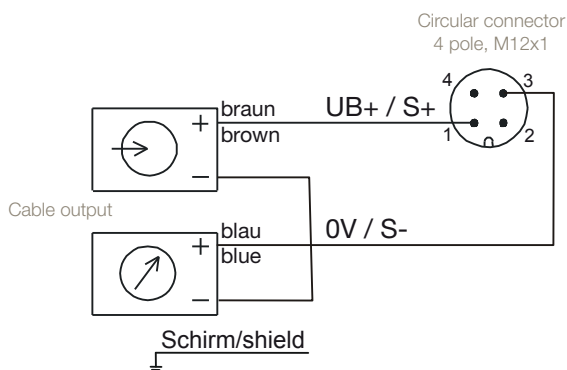 Circular connector
4 pole, M12x1
4 3
braun UB+ / S+
+
brown 1 2
−
Cable output
blau 0V / S-
+
blue
−
Schirm/shield